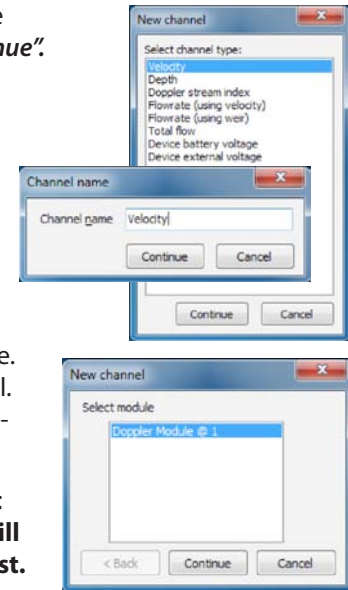 e
nue".
New channel
Select channel type:
Velocity
Depth
Doppler stream index
Flowrate (using velocity)
Flowrate (using weir)
Total flow
Device battery voltage
Device external voltage
Channel name
Channel name Velocity
Continue Cancel
Continue Cancel
e.
l.
-
t
ill
st.
New channel
Select module
Doppler Module @ 1
< Back Continue Cancel